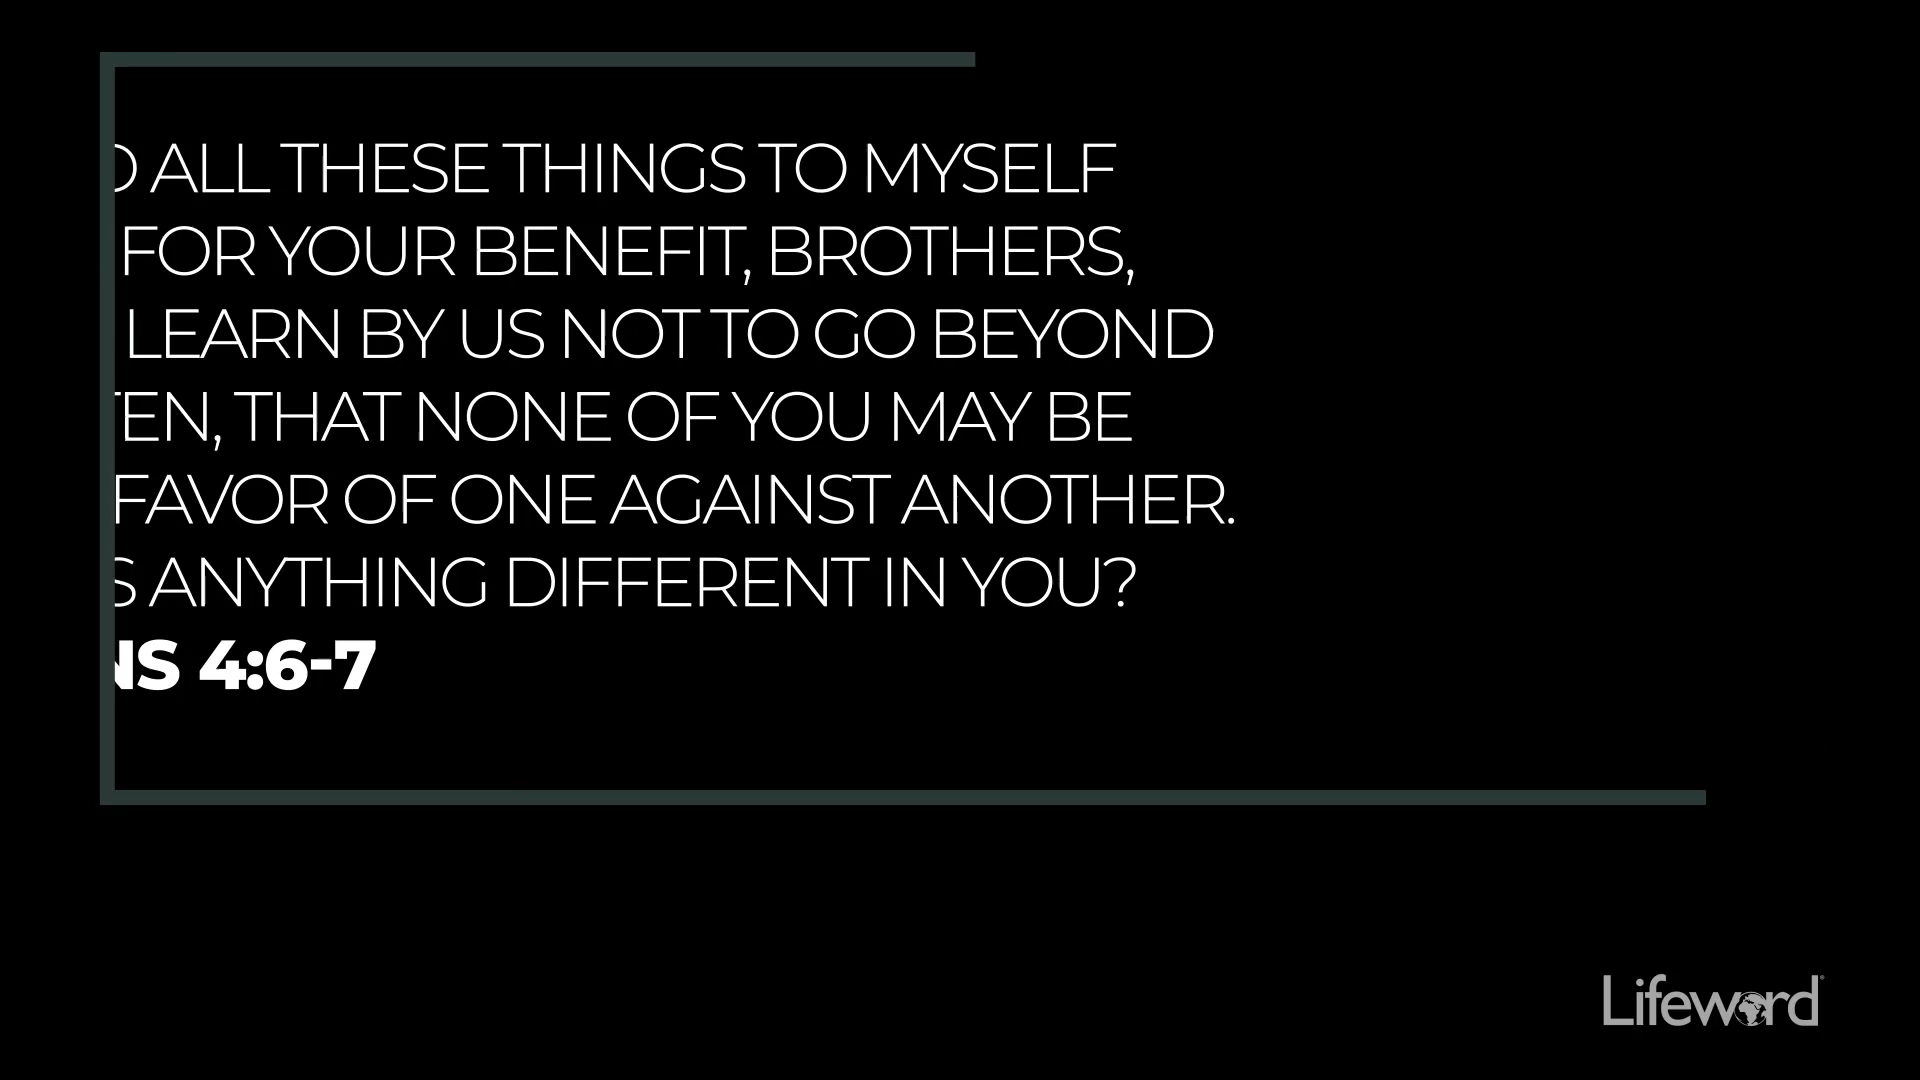 ALL THESE THINGS TO MYSELF
FOR YOUR BENEFIT, BROTHERS,
LEARN BY US NOT TO GO BEYOND
TEN, THAT NONE OF YOU MAY BE
FAVOR OF ONE AGAINST ANOTHER.
S ANYTHING DIFFERENT IN YOU?
NS 4:6-7
Lifeword